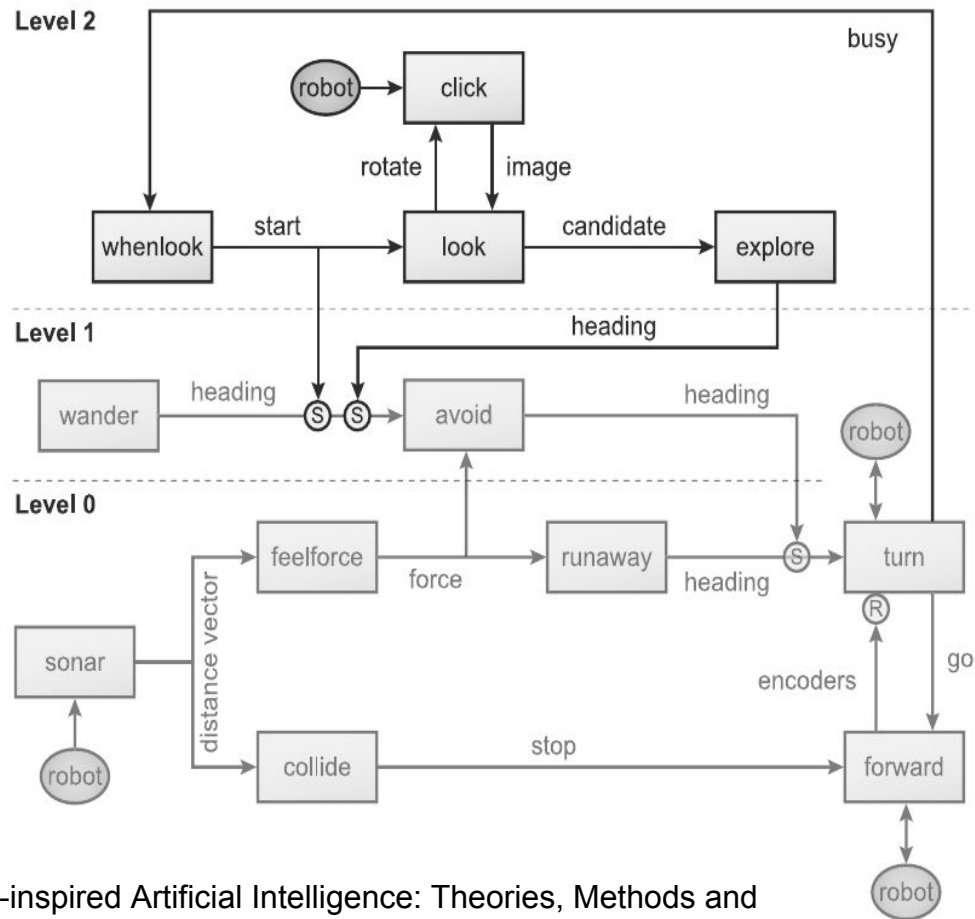 Level 2
busy
robot
click
rotate
image
whenlook
start
look
candidate
explore
Level 1
heading
wander
heading
S
S
avoid
heading
robot
Level 0
feelforce
force
runaway
heading
S
turn
R
distance vector
sonar
encoders
go
robot
collide
stop
forward
robot
-inspired Artificial Intelligence: Theories, Methods and